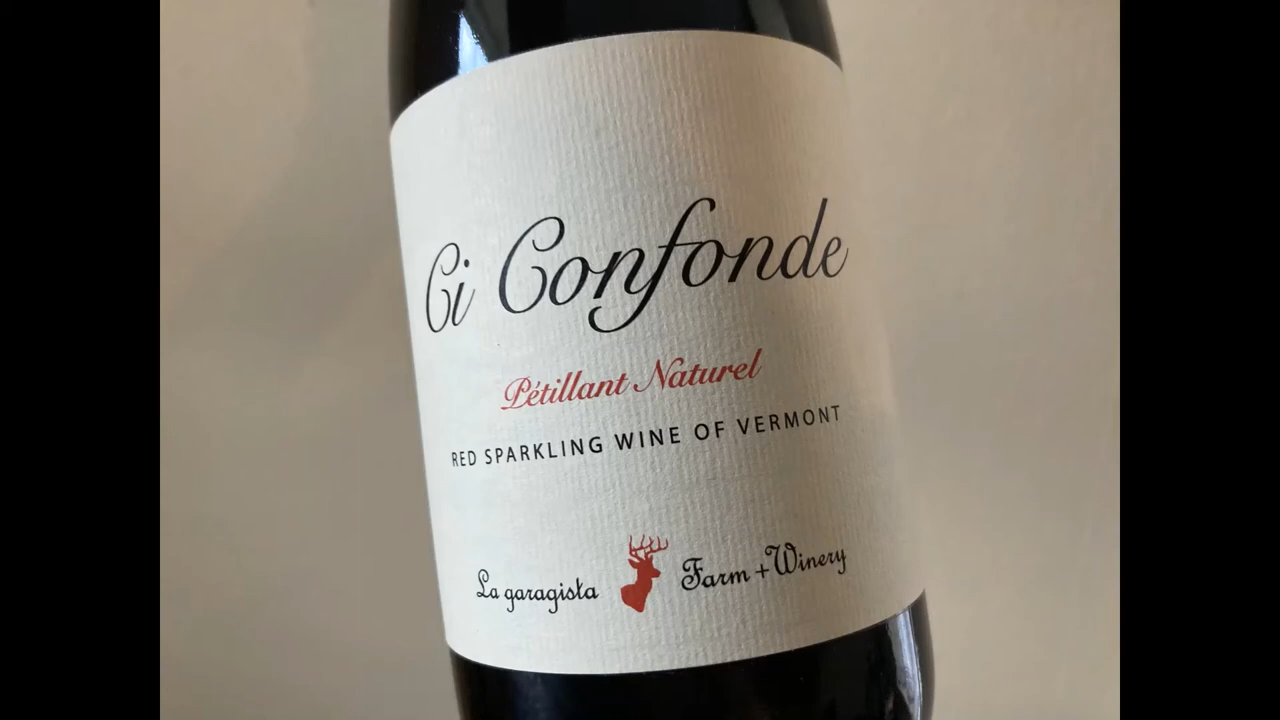 Ci Confonde
Pétillant Naturel
RED SPARKLING WINE OF VERMONT
La garagista Farm + Winery